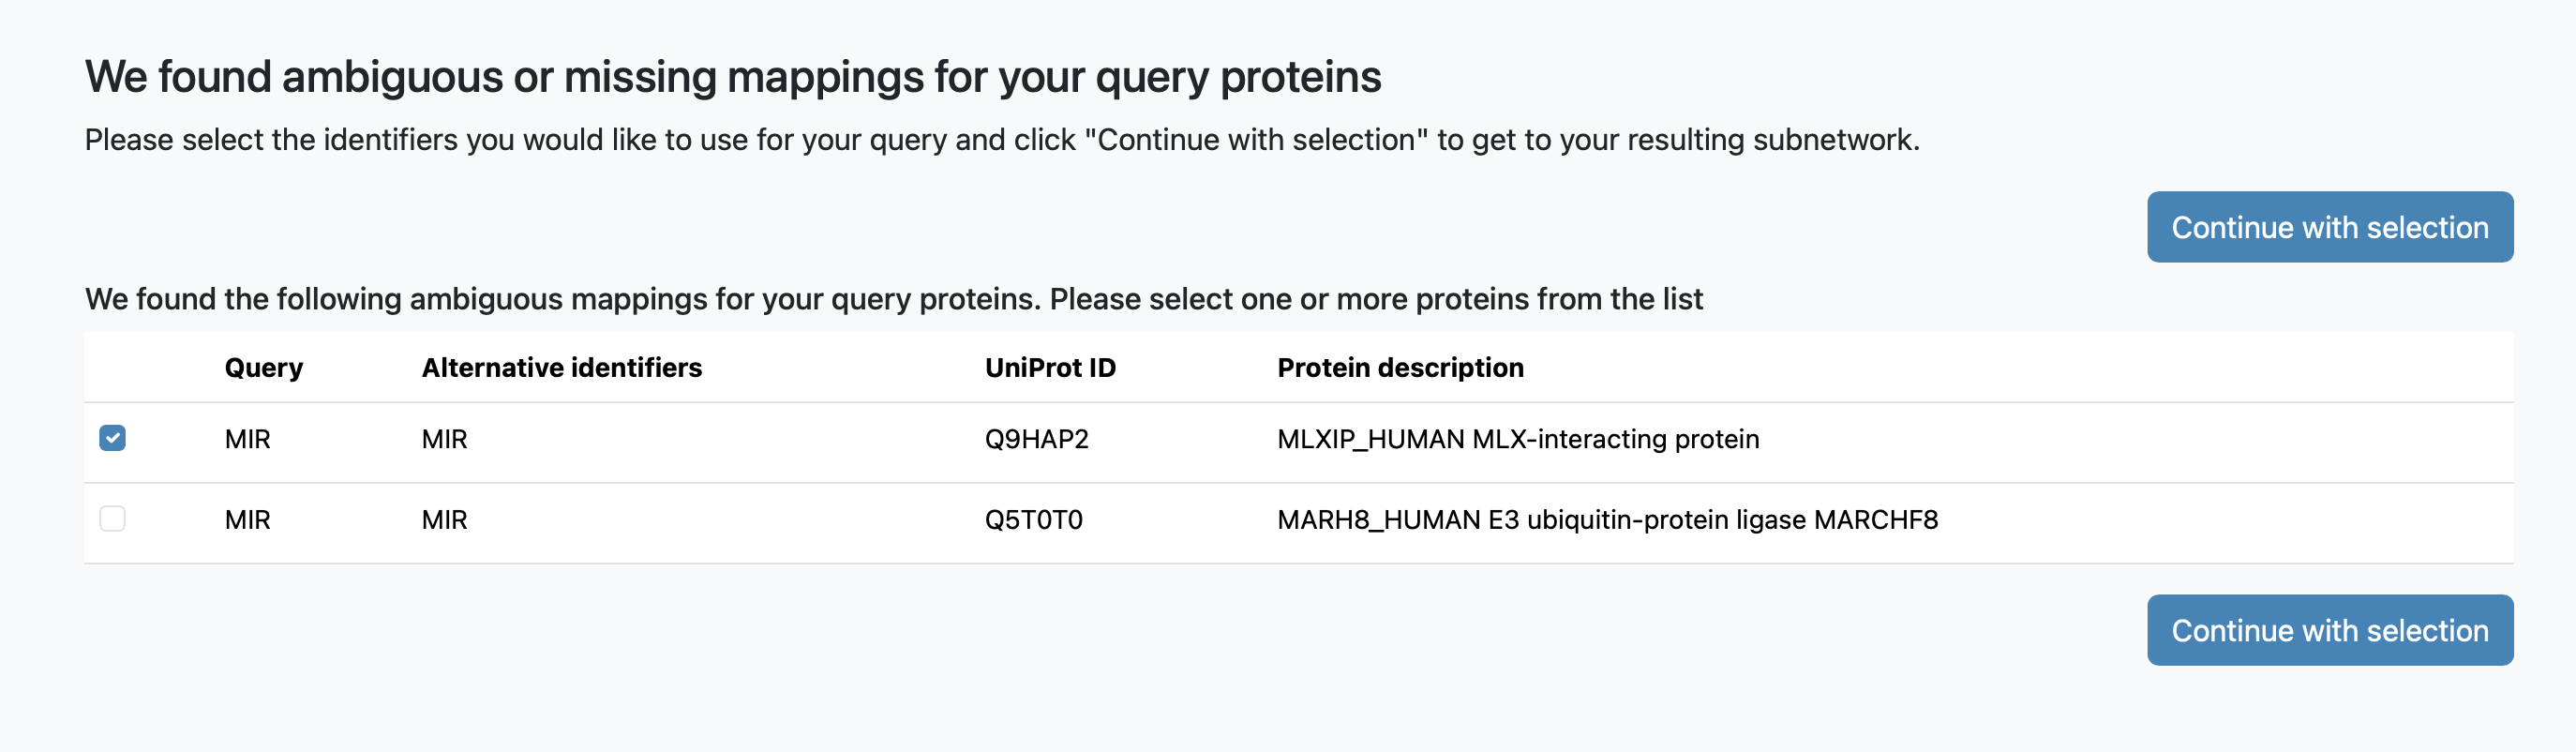 We found ambiguous or missing mappings for your query proteins
Please select the identifiers you would like to use for your query and click "Continue with selection" to get to your resulting subnetwork.
Continue with selection
We found the following ambiguous mappings for your query proteins. Please select one or more proteins from the list
Query Alternative identifiers UniProt ID Protein description
MIR MIR Q9HAP2 MLXIP_HUMAN MLX-interacting protein
MIR MIR Q5T0T0 MARH8_HUMAN E3 ubiquitin-protein ligase MARCHF8
Continue with selection